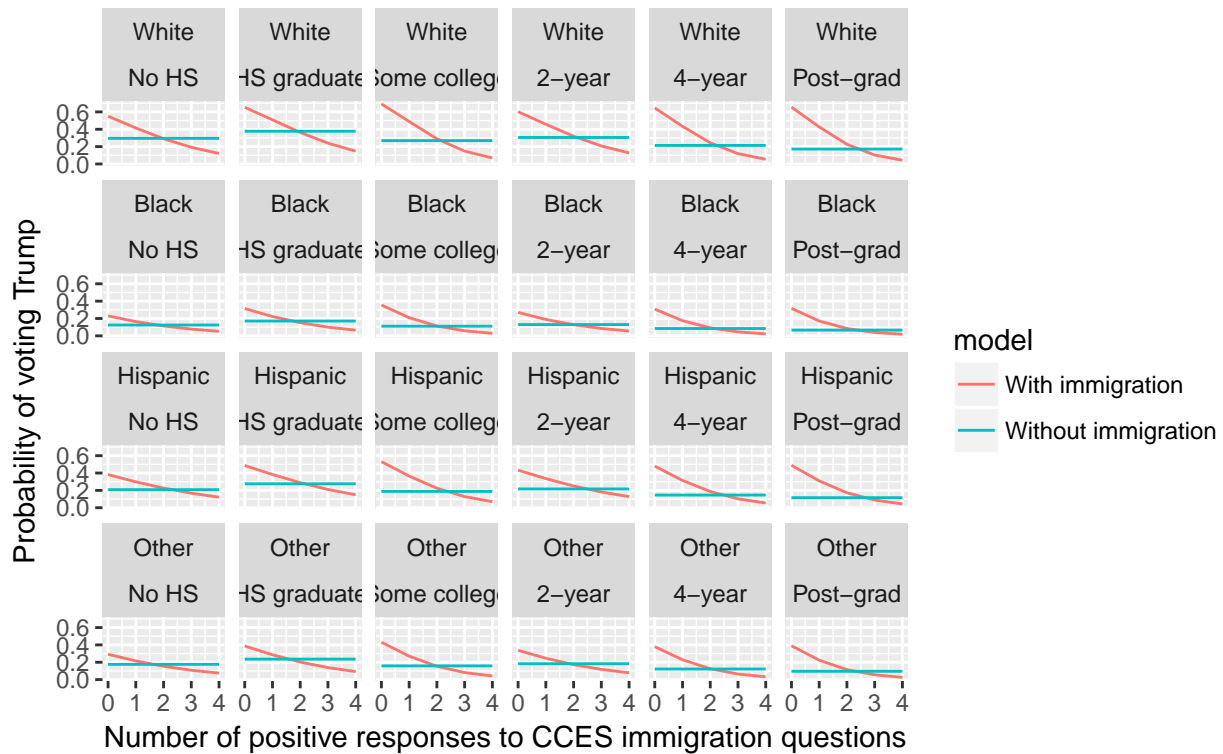 White White White White White White
No HS HS graduate Some college 2−year 4−year Post−grad
0.6
0.4
0.2
0.0
Black Black Black Black Black Black
No HS HS graduate Some college 2−year 4−year Post−grad
0.6
0.4
0.2
0.0
Hispanic Hispanic Hispanic Hispanic Hispanic Hispanic
No HS HS graduate Some college 2−year 4−year Post−grad
0.6
0.4
0.2
0.0
Other Other Other Other Other Other
No HS HS graduate Some college 2−year 4−year Post−grad
0.6
0.4
0.2
0.0
0 1 2 3 4 0 1 2 3 4 0 1 2 3 4 0 1 2 3 4 0 1 2 3 4 0 1 2 3 4
Number of positive responses to CCES immigration questions
Probability of voting Trump
model
With immigration
Without immigration